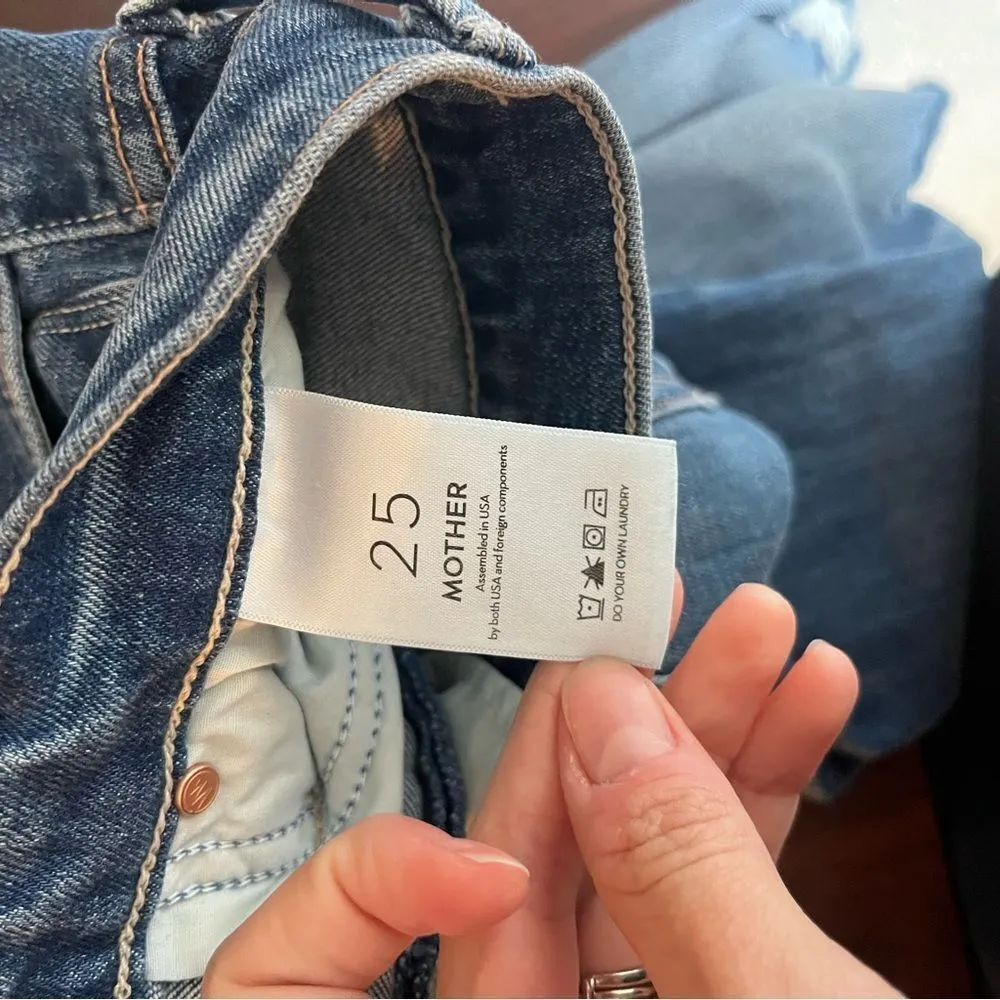 25
MOTHER
Assembled in USA
by both USA and foreign components
DO YOUR OWN LAUNDRY